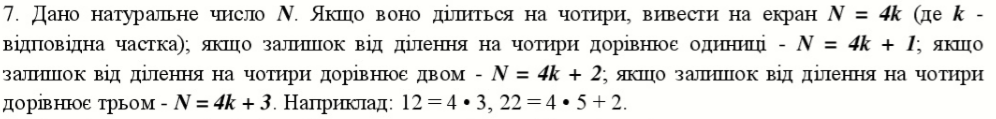 7. Дано натуральне число N. Якщо воно ділиться на чотири, вивести на екран N = 4k (де k -
відповідна частка); якщо залишок від ділення на чотири дорівнює одиниці - N = 4k + 1; якщо
залишок від ділення на чотири дорівнює двом - N = 4k + 2; якщо залишок від ділення на чотири
дорівнює трьом - N = 4k + 3. Наприклад: 12 = 4 • 3, 22 = 4 • 5 + 2.